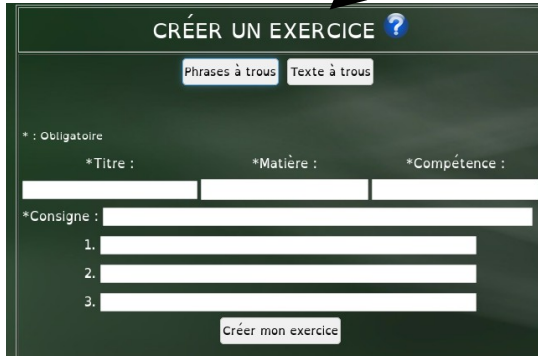 CRÉER UN EXERCICE ?
Phrases à trous Texte à trous
* : Obligatoire
*Titre : *Matière : *Compétence :
*Consigne :
1.
2.
3.
Créer mon exercice